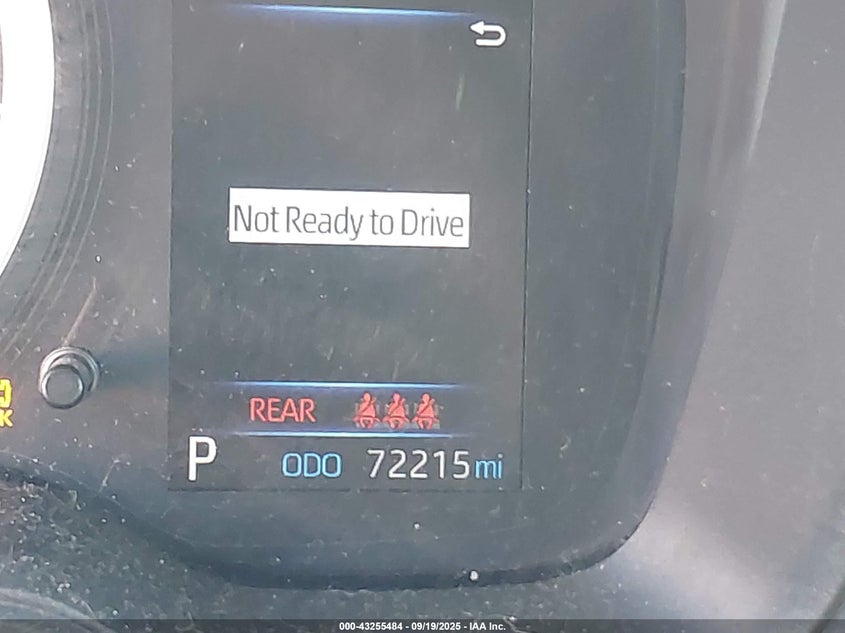 Not Ready to Drive
REAR
P ODO 72215 mi
000-43255484 - 09/19/2025 - IAA Inc.